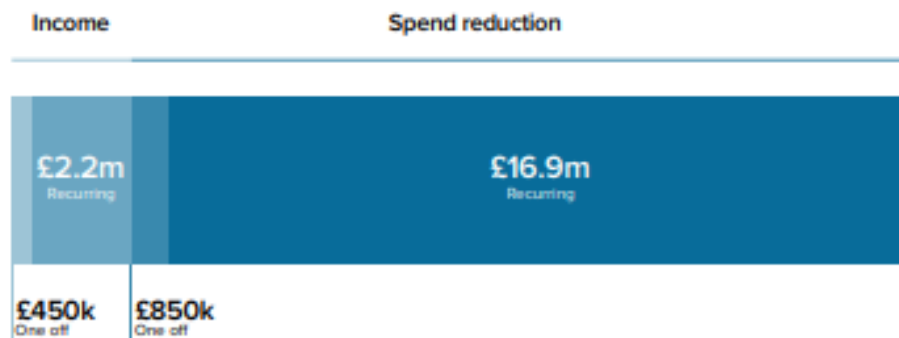 Income
Spend reduction
£2.2m
Recurring
£16.9m
Recurring
£450k
One off
£850k
One off